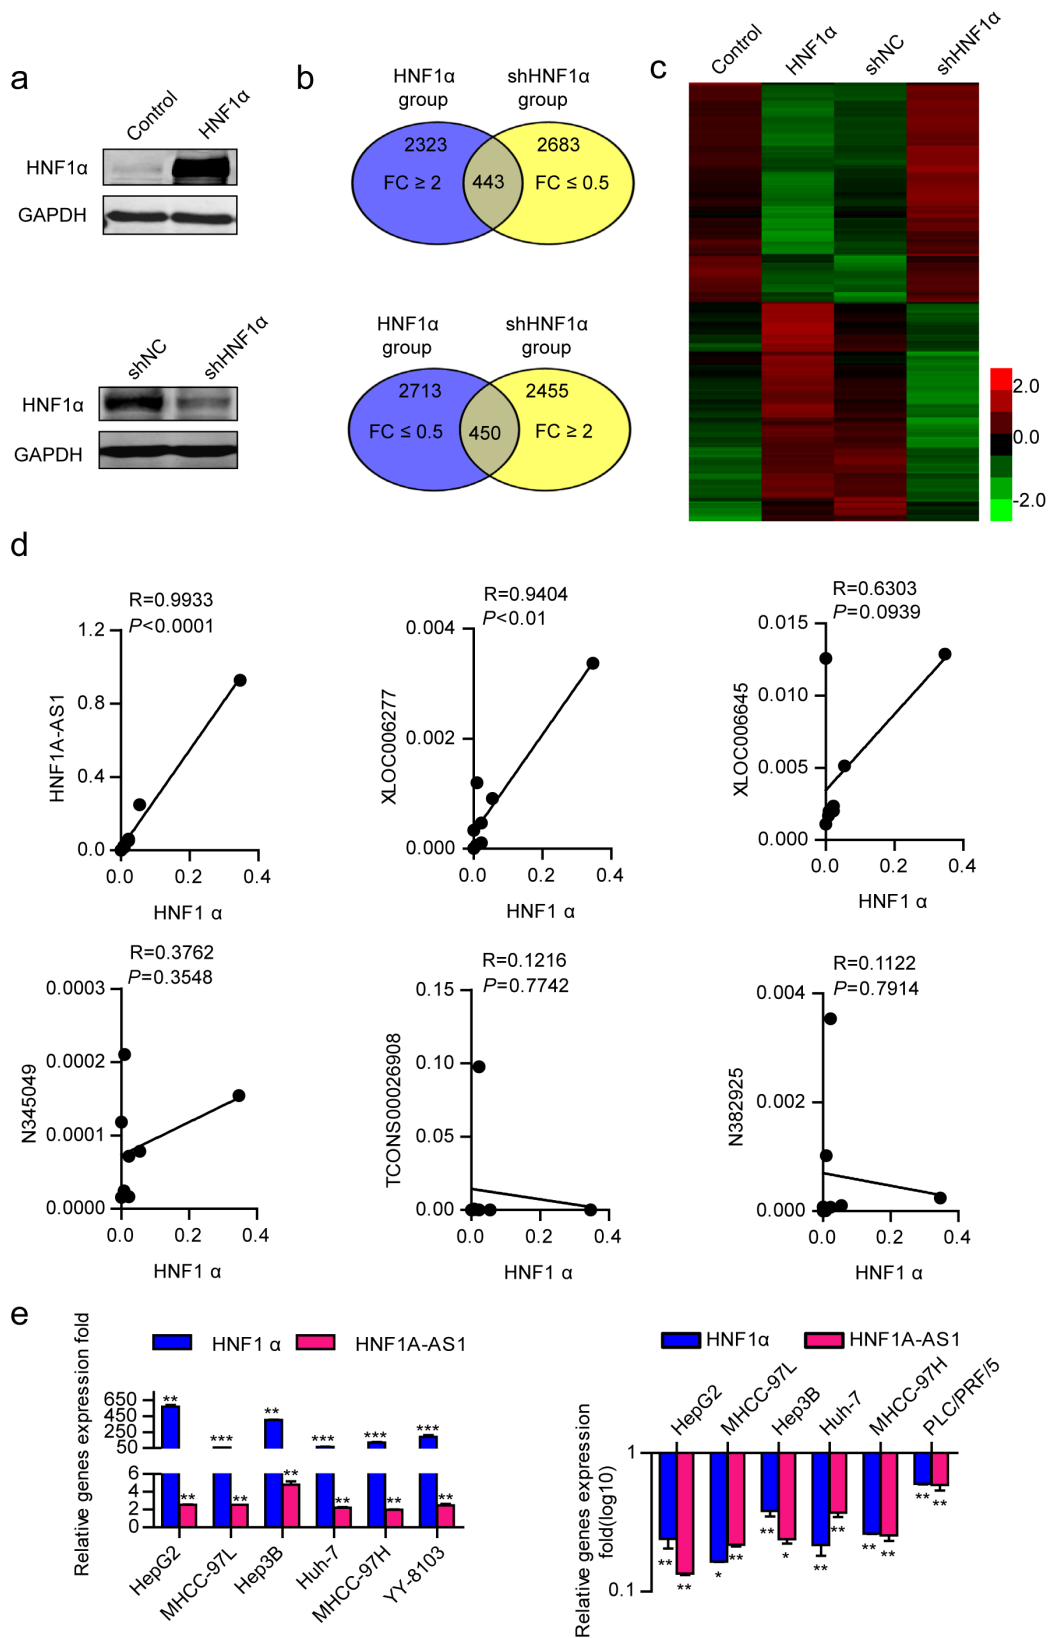 a
Control
HNF1α
HNF1α
GAPDH
shNC
shHNF1α
HNF1α
GAPDH
b
HNF1α
group
shHNF1α
group
2323
2683
FC ≥ 2
443
FC ≤ 0.5
HNF1α
group
shHNF1α
group
2713
2455
FC ≤ 0.5
450
FC ≥ 2
c
Control
HNF1α
shNC
shHNF1α
2.0
0.0
-2.0
d
R=0.9933
P<0.0001
1.2
0.8
0.4
0.0
HNF1A-AS1
0.0
0.2
0.4
HNF1 α
R=0.9404
P<0.01
0.004
0.002
0.000
XLOC006277
0.0
0.2
0.4
HNF1 α
R=0.6303
P=0.0939
0.015
0.010
0.005
0.000
XLOC006645
0.0
0.2
0.4
HNF1 α
R=0.3762
P=0.3548
0.0003
0.0002
0.0001
0.0000
N345049
0.0
0.2
0.4
HNF1 α
R=0.1216
P=0.7742
0.15
0.10
0.05
0.00
TCONS00026908
0.0
0.2
0.4
HNF1 α
R=0.1122
P=0.7914
0.004
0.002
0.000
N382925
0.0
0.2
0.4
HNF1 α
e
HNF1 α
HNF1A-AS1
Relative genes expression fold
650
450
250
50
6
4
2
0
**
***
**
***
***
***
**
**
**
**
**
**
HepG2
MHCC-97L
Hep3B
Huh-7
MHCC-97H
YY-8103
HNF1α
HNF1A-AS1
HepG2
MHCC-97L
Hep3B
Huh-7
MHCC-97H
PLC/PRF/5
Relative genes expression
fold(log10)
1
0.1
**
**
*
**
**
*
**
**
**
**
**
**